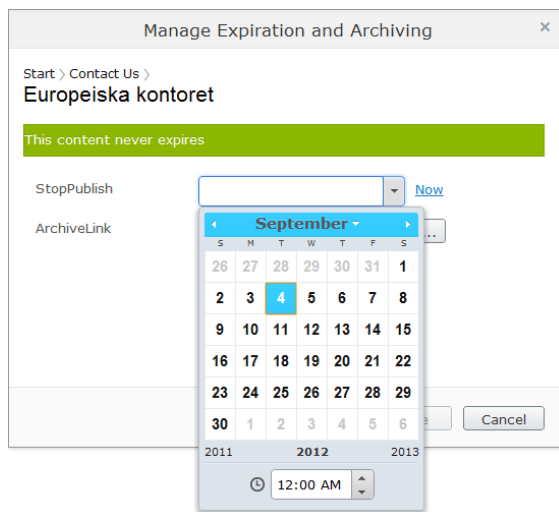 Manage Expiration and Archiving ×
Start > Contact Us >
Europeiska kontoret
This content never expires
StopPublish Now
ArchiveLink ...
September
S M T W T F S
26 27 28 29 30 31 1
2 3 4 5 6 7 8
9 10 11 12 13 14 15
16 17 18 19 20 21 22
23 24 25 26 27 28 29
30 1 2 3 4 5 6
2011 2012 2013
12:00 AM
Cancel